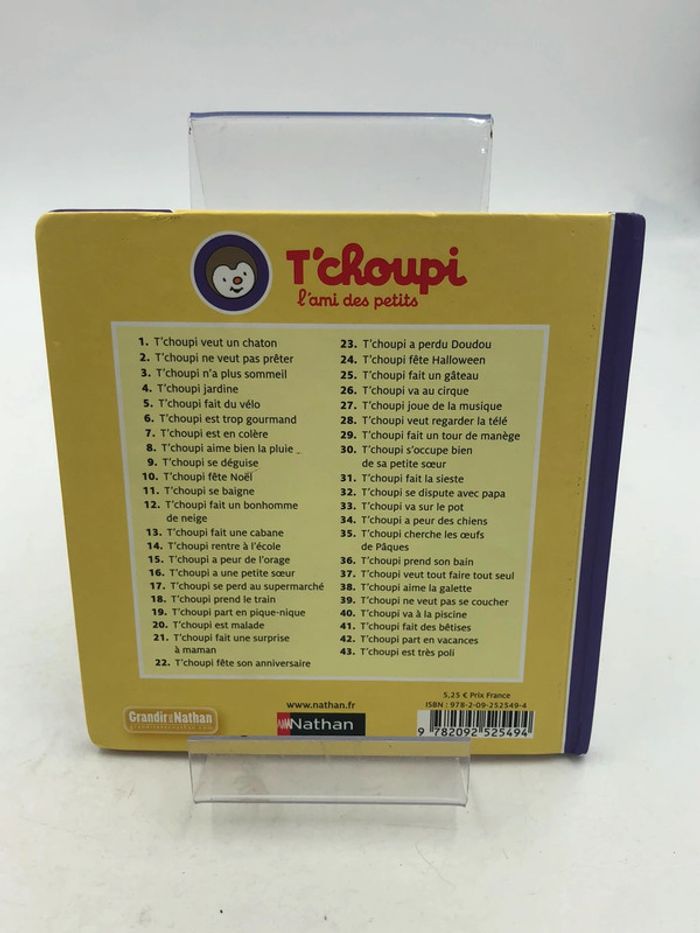 T'choupi
l'ami des petits
1. T'choupi veut un chaton
2. T'choupi ne veut pas prêter
3. T'choupi n'a plus sommeil
4. T'choupi jardine
5. T'choupi fait du vélo
6. T'choupi est trop gourmand
7. T'choupi est en colère
8. T'choupi aime bien la pluie
9. T'choupi se déguise
10. T'choupi fête Noël
11. T'choupi se baigne
12. T'choupi fait un bonhomme
de neige
13. T'choupi fait une cabane
14. T'choupi rentre à l'école
15. T'choupi a peur de l'orage
16. T'choupi a une petite sœur
17. T'choupi se perd au supermarché
18. T'choupi prend le train
19. T'choupi part en pique-nique
20. T'choupi est malade
21. T'choupi fait une surprise
à maman
22. T'choupi fête son anniversaire
23. T'choupi a perdu Doudou
24. T'choupi fête Halloween
25. T'choupi fait un gâteau
26. T'choupi va au cirque
27. T'choupi joue de la musique
28. T'choupi veut regarder la télé
29. T'choupi fait un tour de manège
30. T'choupi s'occupe bien
de sa petite sœur
31. T'choupi fait la sieste
32. T'choupi se dispute avec papa
33. T'choupi va sur le pot
34. T'choupi a peur des chiens
35. T'choupi cherche les œufs
de Pâques
36. T'choupi prend son bain
37. T'choupi veut tout faire tout seul
38. T'choupi aime la galette
39. T'choupi ne veut pas se coucher
40. T'choupi va à la piscine
41. T'choupi fait des bêtises
42. T'choupi part en vacances
43. T'choupi est très poli
Grandir avec Nathan
grandiravecnathan.com
www.nathan.fr
Nathan
5,25 € Prix France
ISBN : 978-2-09-252549-4
9 782092 525494